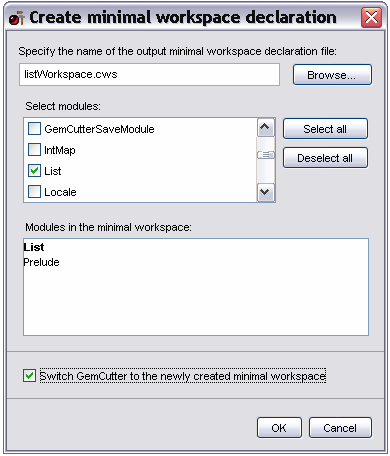 Create minimal workspace declaration
Specify the name of the output minimal workspace declaration file:
listWorkspace.cws
Browse...
Select modules:
GemCutterSaveModule
IntMap
List
Locale
Select all
Deselect all
Modules in the minimal workspace:
List
Prelude
Switch GemCutter to the newly created minimal workspace
OK
Cancel